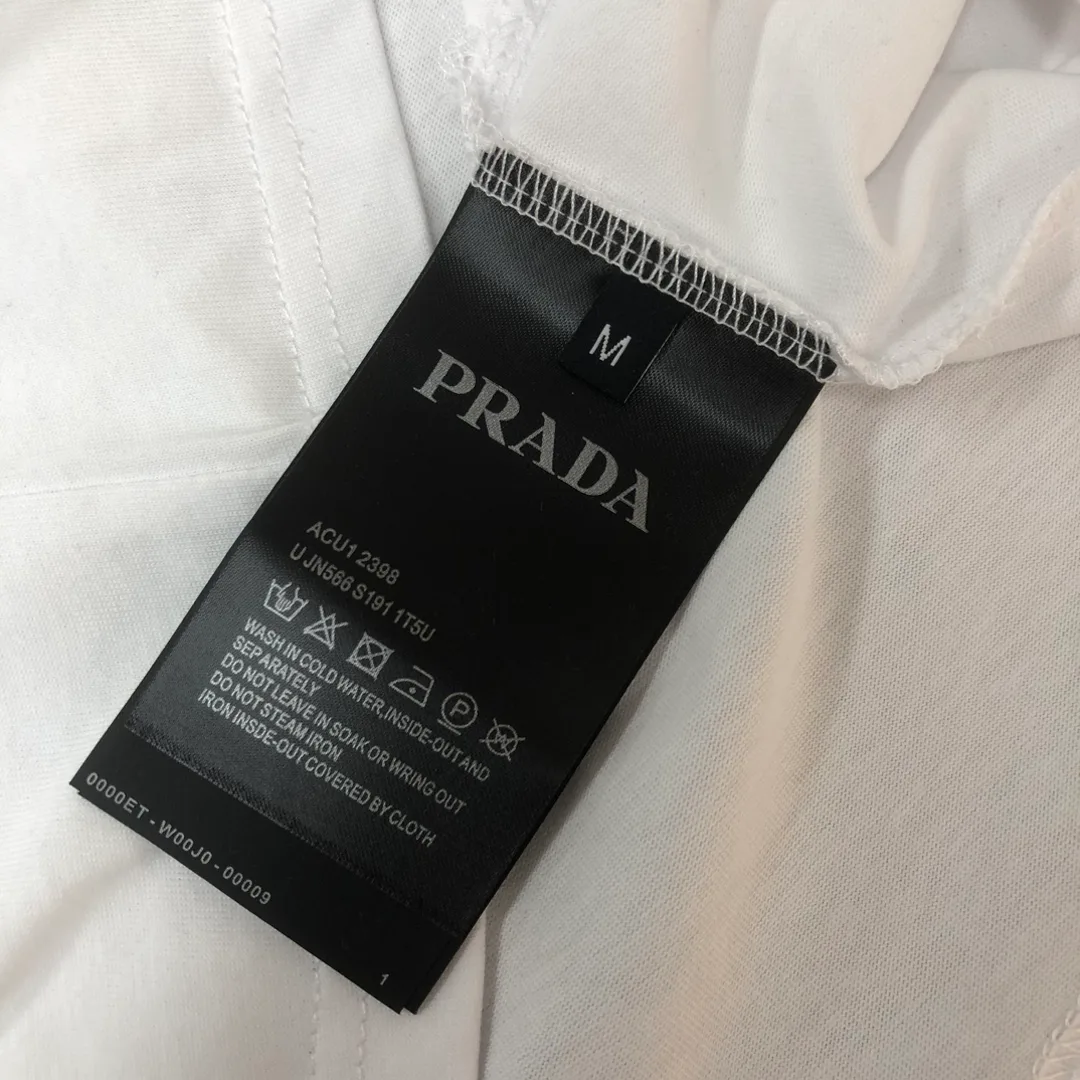 M
PRADA
ACU1 2398
U JN566 S191 1T5U
P
WASH IN COLD WATER,INSIDE-OUT AND
SEP ARATELY
DO NOT LEAVE IN SOAK OR WRING OUT
DO NOT STEAM IRON
IRON INSDE-OUT COVERED BY CLOTH
0000ET - W00J0 - 00009
1